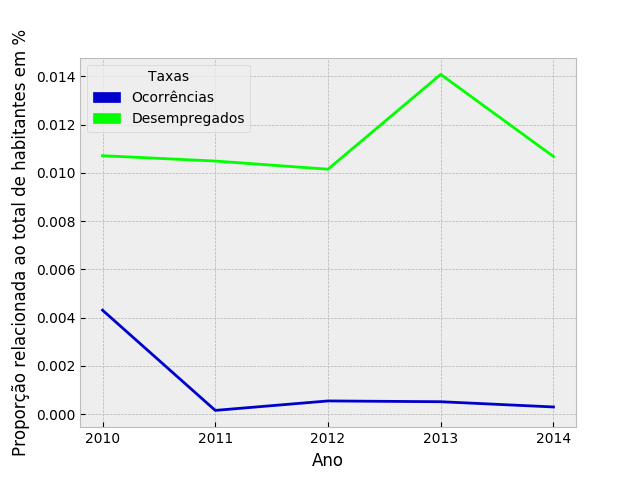 Proporção relacionada ao total de habitantes em %
0.014
0.012
0.010
0.008
0.006
0.004
0.002
0.000
Taxas
Ocorrências
Desempregados
2010 2011 2012 2013 2014
Ano